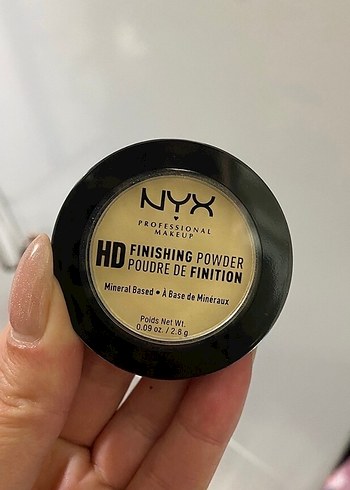 NYX
PROFESSIONAL
MAKEUP
HD FINISHING POWDER
POUDRE DE FINITION
Mineral Based • À Base de Minéraux
Poids Net Wt.
0.09 oz. / 2.8 g